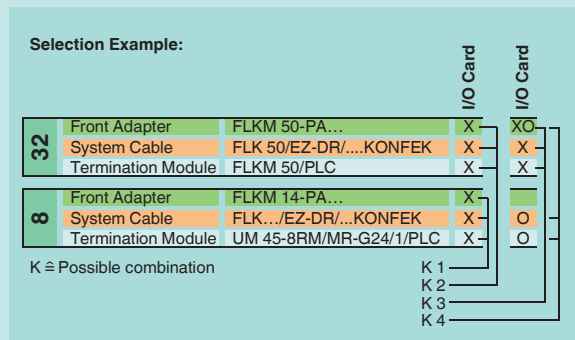 Selection Example:
I/O Card
I/O Card
32
Front Adapter FLKM 50-PA… X XO
System Cable FLK 50/EZ-DR/....KONFEK X X
Termination Module FLKM 50/PLC X X
8
Front Adapter FLKM 14-PA… X
System Cable FLK…/EZ-DR/...KONFEK X O
Termination Module UM 45-8RM/MR-G24/1/PLC X O
K ≙ Possible combination
K 1
K 2
K 3
K 4